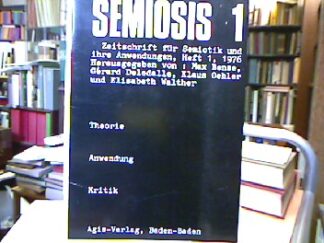 SEMIOSIS 1
Zeitschrift für Semiotik und
ihre Anwendungen, Heft 1, 1976
Herausgegeben von: Max Bense,
Gérard Deledalle, Klaus Oehler
und Elisabeth Walther
Theorie
Anwendung
Kritik
Agis-Verlag, Baden-Baden